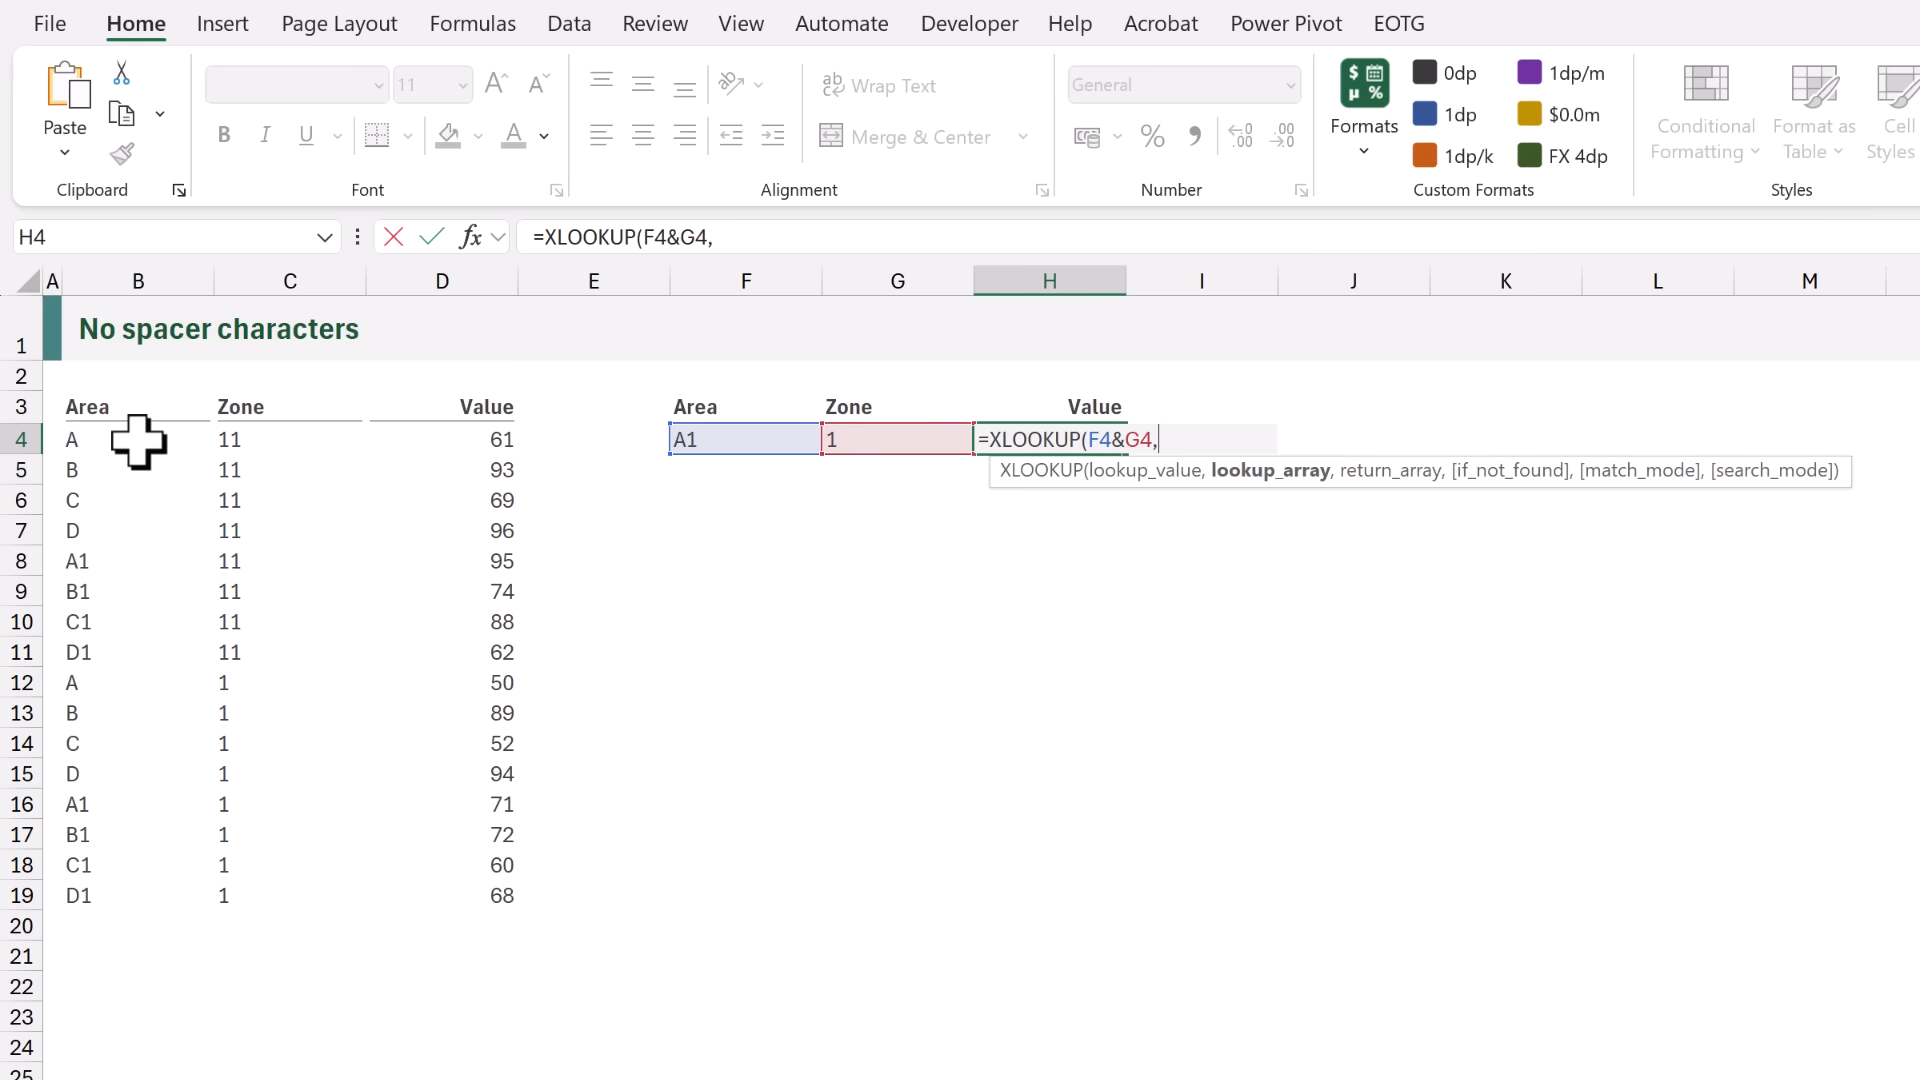 File Home Insert Page Layout Formulas Data Review View Automate Developer Help Acrobat Power Pivot EOTG
Paste
Clipboard
11
B I U
Font
Wrap Text
Merge & Center
Alignment
General
% , .00 .00
Number
Formats
0dp 1dp/m
1dp $0.0m
1dp/k FX 4dp
Custom Formats
Conditional Formatting
Format as Table
Cell Styles
Styles
H4 fx =XLOOKUP(F4&G4,
A B C D E F G H I J K L M
1 No spacer characters
2
3 Area Zone Value Area Zone Value
4 A 11 61 A1 1 =XLOOKUP(F4&G4,
XLOOKUP(lookup_value, lookup_array, return_array, [if_not_found], [match_mode], [search_mode])
5 B 11 93
6 C 11 69
7 D 11 96
8 A1 11 95
9 B1 11 74
10 C1 11 88
11 D1 11 62
12 A 1 50
13 B 1 89
14 C 1 52
15 D 1 94
16 A1 1 71
17 B1 1 72
18 C1 1 60
19 D1 1 68
20
21
22
23
24
25